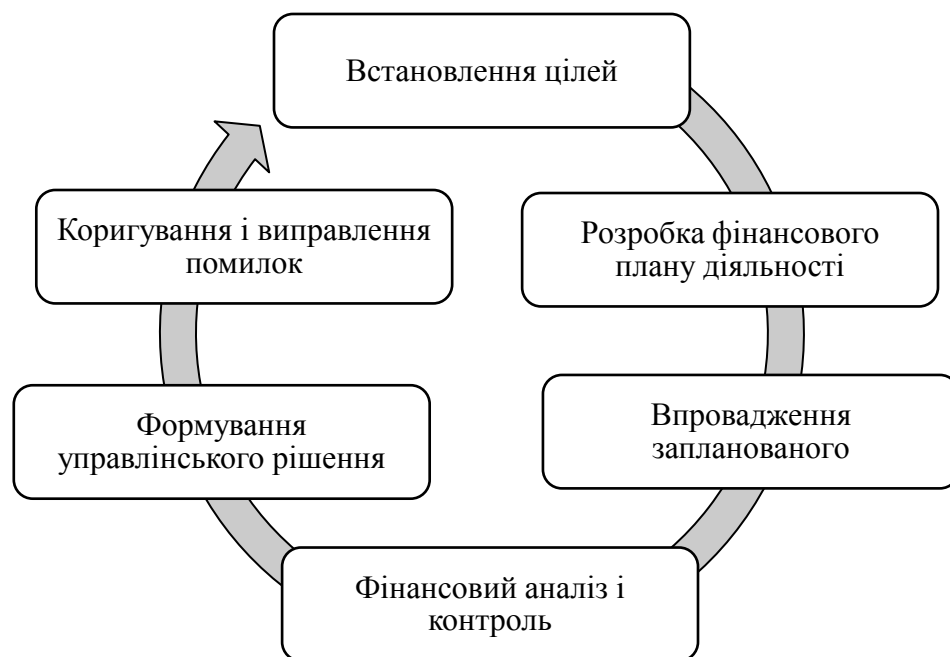 Встановлення цілей
Розробка фінансового
плану діяльності
Впровадження
запланованого
Фінансовий аналіз і
контроль
Формування
управлінського рішення
Коригування і виправлення
помилок